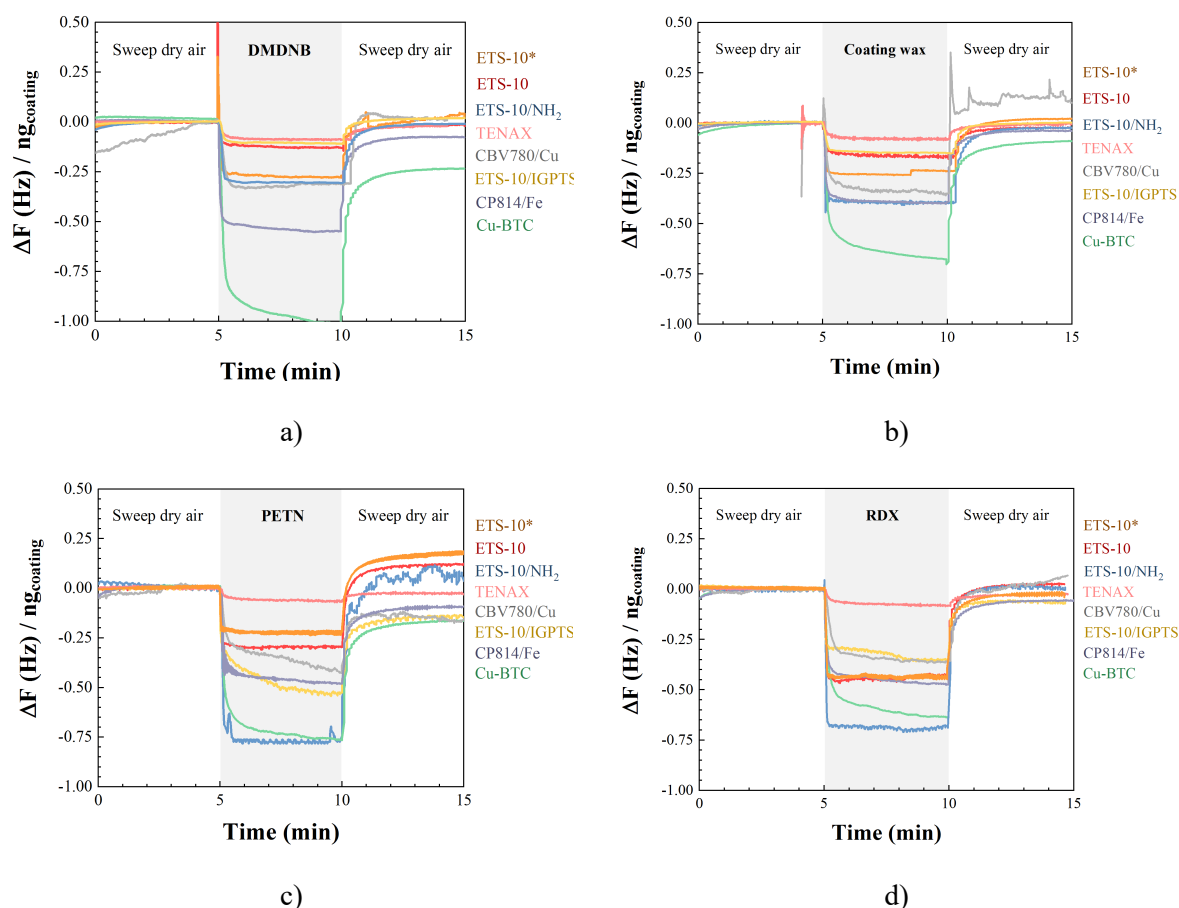 0.50
0.25
0.00
-0.25
-0.50
-0.75
-1.00
ΔF (Hz) / ng_coating
Sweep dry air DMDNB Sweep dry air
ETS-10*
ETS-10
ETS-10/NH₂
TENAX
CBV780/Cu
ETS-10/IGPTS
CP814/Fe
Cu-BTC
0 5 10 15
Time (min)
a)
0.50
0.25
0.00
-0.25
-0.50
-0.75
-1.00
ΔF (Hz) / ng_coating
Sweep dry air Coating wax Sweep dry air
ETS-10*
ETS-10
ETS-10/NH₂
TENAX
CBV780/Cu
ETS-10/IGPTS
CP814/Fe
Cu-BTC
0 5 10 15
Time (min)
b)
0.50
0.25
0.00
-0.25
-0.50
-0.75
-1.00
ΔF (Hz) / ng_coating
Sweep dry air PETN Sweep dry air
ETS-10*
ETS-10
ETS-10/NH₂
TENAX
CBV780/Cu
ETS-10/IGPTS
CP814/Fe
Cu-BTC
0 5 10 15
Time (min)
c)
0.50
0.25
0.00
-0.25
-0.50
-0.75
-1.00
ΔF (Hz) / ng_coating
Sweep dry air RDX Sweep dry air
ETS-10*
ETS-10
ETS-10/NH₂
TENAX
CBV780/Cu
ETS-10/IGPTS
CP814/Fe
Cu-BTC
0 5 10 15
Time (min)
d)